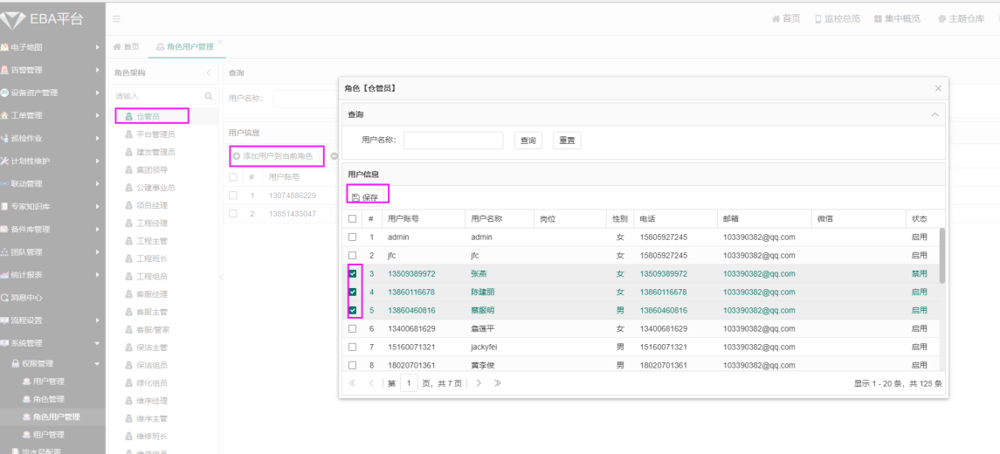 EBA平台
首页 监控总览 集中概览 主题仓库
首页 角色用户管理
电子地图
告警管理
设备资产管理
工单管理
巡检作业
计划性维护
联动管理
专家知识库
备件库管理
团队管理
统计报表
消息中心
流程设置
系统管理
权限管理
用户管理
角色管理
角色用户管理
租户管理
流水号配置
角色架构
请输入
仓管员
平台管理员
建发管理员
集团领导
公建事业总
项目经理
工程经理
工程主管
工程班长
工程组员
客服经理
客服主管
客服/管家
保洁主管
保洁组员
绿化组员
维序经理
维序主管
维修班长
维序组员
查询
用户名称:
用户信息
添加用户到当前角色
# 用户账号
1 13074886229
2 13851433047
角色【仓管员】
查询
用户名称: 查询 重置
用户信息
保存
# 用户账号 用户名称 岗位 性别 电话 邮箱 微信 状态
1 admin admin 女 15805927245 103390382@qq.com 启用
2 jfc jfc 女 15805927245 103390382@qq.com 启用
3 13509389972 张燕 女 13509389972 103390382@qq.com 禁用
4 13860116678 陈建丽 女 13860116678 103390382@qq.com 启用
5 13860460816 蔡服明 男 13860460816 103390382@qq.com 启用
6 13400681629 詹莲平 女 13400681629 103390382@qq.com 启用
7 15160071321 jackyfei 男 15160071321 103390382@qq.com 启用
8 18020701361 黄李俊 男 18020701361 103390382@qq.com 启用
第 1 页, 共 7 页 显示 1 - 20 条, 共 125 条